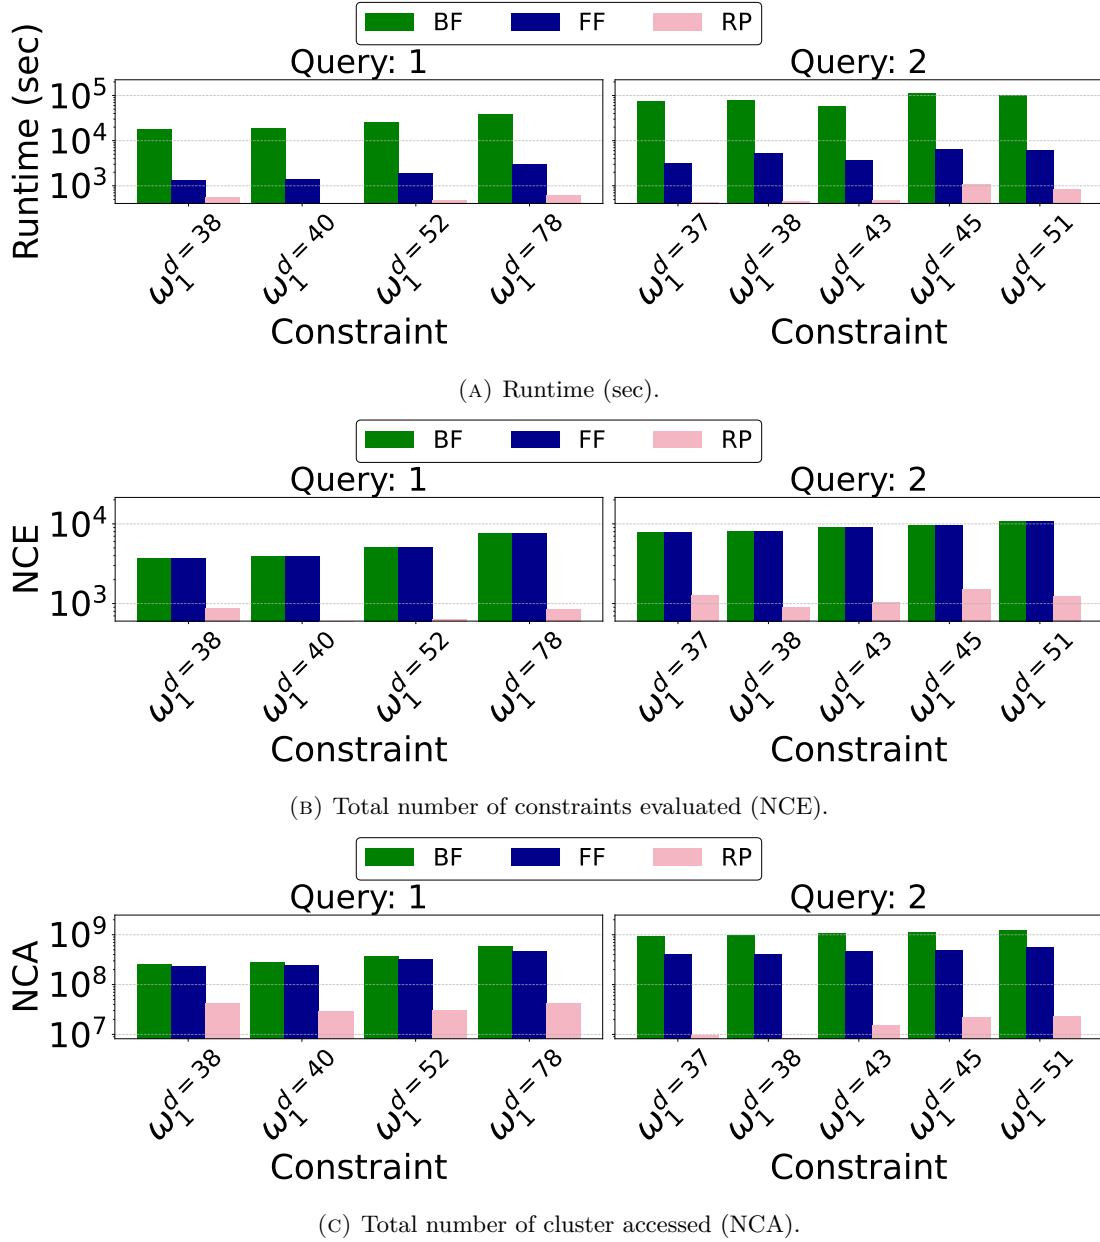 BF FF RP
Query: 1 Query: 2
Runtime (sec)
10^5
10^4
10^3
ω_1^{d=38} ω_1^{d=40} ω_1^{d=52} ω_1^{d=78} ω_1^{d=37} ω_1^{d=38} ω_1^{d=43} ω_1^{d=45} ω_1^{d=51}
Constraint Constraint
(A) Runtime (sec).
BF FF RP
Query: 1 Query: 2
NCE
10^4
10^3
ω_1^{d=38} ω_1^{d=40} ω_1^{d=52} ω_1^{d=78} ω_1^{d=37} ω_1^{d=38} ω_1^{d=43} ω_1^{d=45} ω_1^{d=51}
Constraint Constraint
(B) Total number of constraints evaluated (NCE).
BF FF RP
Query: 1 Query: 2
NCA
10^9
10^8
10^7
ω_1^{d=38} ω_1^{d=40} ω_1^{d=52} ω_1^{d=78} ω_1^{d=37} ω_1^{d=38} ω_1^{d=43} ω_1^{d=45} ω_1^{d=51}
Constraint Constraint
(C) Total number of cluster accessed (NCA).